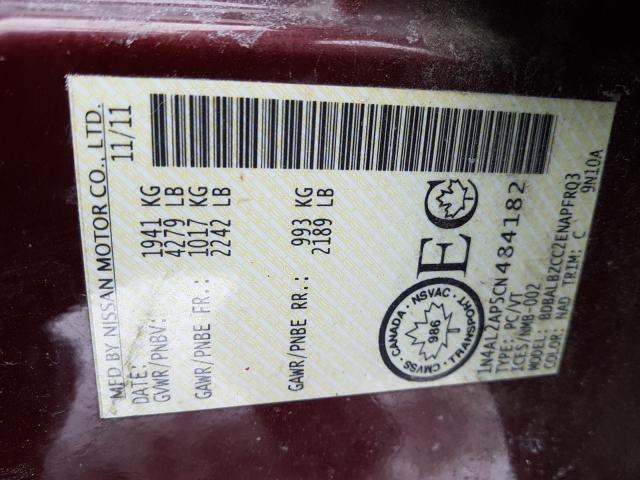 MFD BY NISSAN MOTOR CO., LTD.
DATE: 11/11
GVWR/PNBV: 1941 KG
4279 LB
GAWR/PNBE FR.: 1017 KG
2242 LB
GAWR/PNBE RR.: 993 KG
2189 LB
CANADA · NSVAC · TRANSPORT · CMVSS
986
EC
1N4AL2AP5CN484182
TYPE: PC/VT
ICES/NMB-002
MODEL: BDBALBZCC2ENAPFRQ3
COLOR: NAD TRIM: C 9N10A